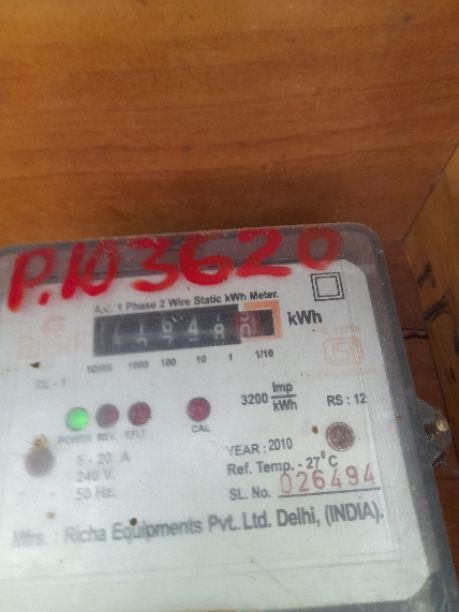 P.103620
A.C. 1 Phase 2 Wire Static kWh Meter.
kWh
10000 1000 100 10 1 1/10
CL - 1
3200 Imp/kWh RS : 12
POWER REV. EFLT CAL
5 - 20 A
240 V.
50 Hz.
YEAR : 2010
Ref. Temp. - 27°C
SL. No. 026494
Mfrs. : Richa Equipments Pvt. Ltd. Delhi, (INDIA).